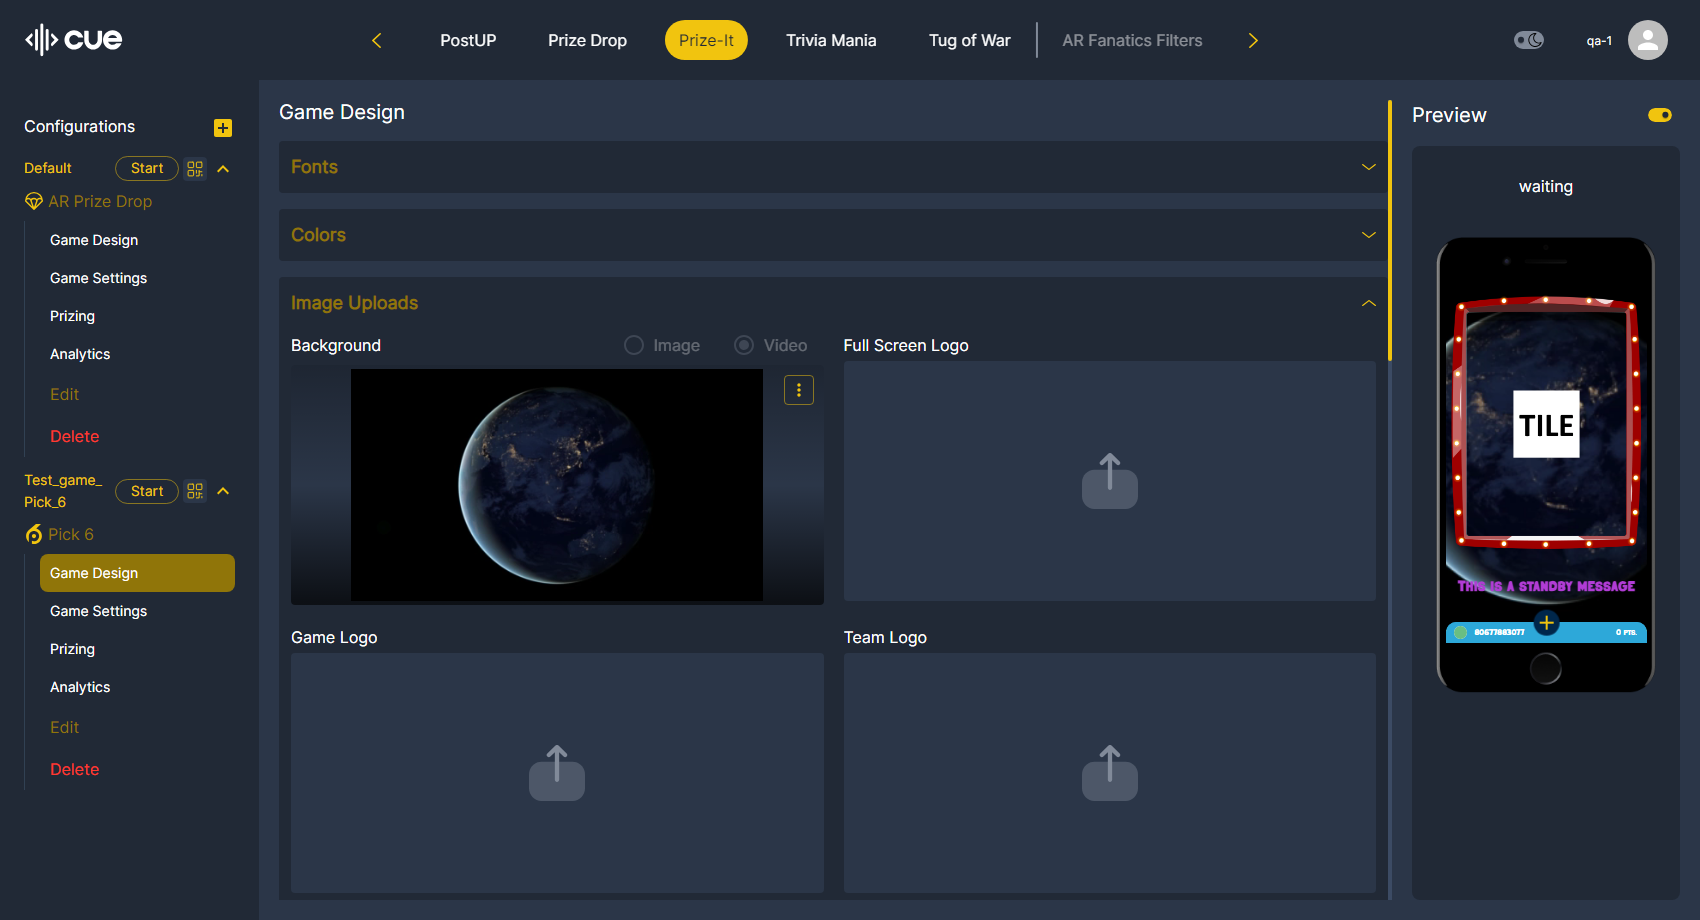 cue
PostUP
Prize Drop
Prize-It
Trivia Mania
Tug of War
AR Fanatics Filters
qa-1
Configurations
Default
Start
AR Prize Drop
Game Design
Game Settings
Prizing
Analytics
Edit
Delete
Test_game_
Pick_6
Start
Pick 6
Game Design
Game Settings
Prizing
Analytics
Edit
Delete
Game Design
Fonts
Colors
Image Uploads
Background
Image
Video
Full Screen Logo
Game Logo
Team Logo
Preview
waiting
TILE
THIS IS A STANDBY MESSAGE
80677883077
0 PTS.